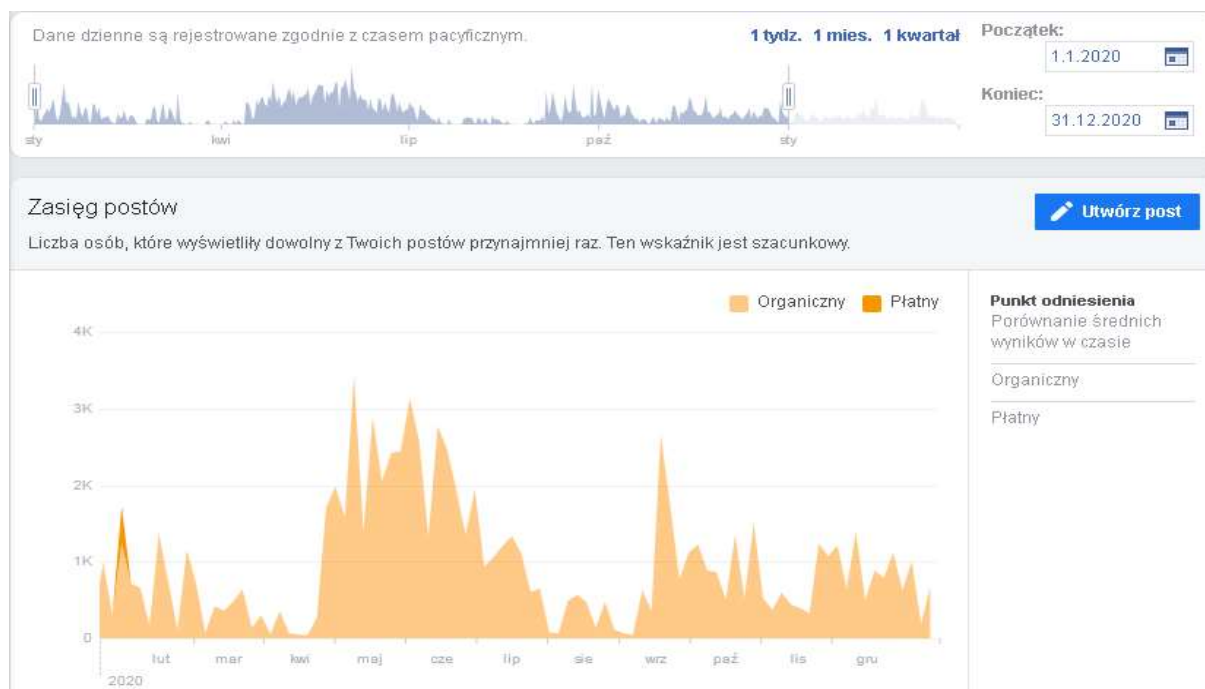 Dane dzienne są rejestrowane zgodnie z czasem pacyficznym.
1 tydz. 1 mies. 1 kwartał
Początek:
1.1.2020
Koniec:
31.12.2020
sty kwi lip paź sty
Zasięg postów
Utwórz post
Liczba osób, które wyświetliły dowolny z Twoich postów przynajmniej raz. Ten wskaźnik jest szacunkowy.
Organiczny Płatny
4K
3K
2K
1K
0
lut mar kwi maj cze lip sie wrz paź lis gru
2020
Punkt odniesienia
Porównanie średnich
wyników w czasie
Organiczny
Płatny